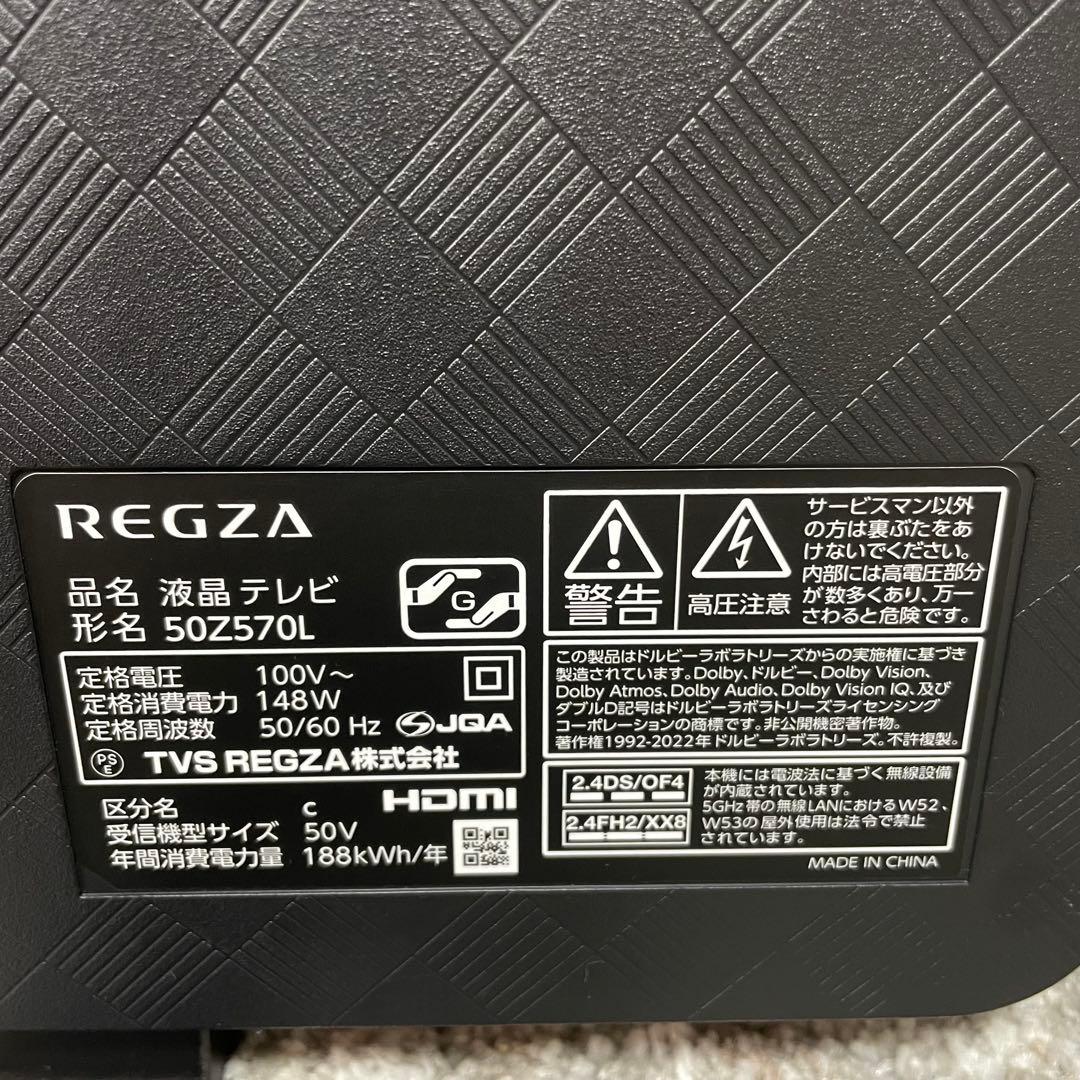 REGZA
品名 液晶テレビ
形名 50Z570L
G
定格電圧 100V～
定格消費電力 148W
定格周波数 50/60 Hz
JQA
PS
E
TVS REGZA株式会社
区分名 c
受信機型サイズ 50V
年間消費電力量 188kWh/年
HDMI
警告
高圧注意
サービスマン以外
の方は裏ぶたをあ
けないでください。
内部には高電圧部分
が数多くあり、万一
さわると危険です。
この製品はドルビーラボラトリーズからの実施権に基づき
製造されています。Dolby、ドルビー、Dolby Vision、
Dolby Atmos、Dolby Audio、Dolby Vision IQ、及び
ダブルD記号はドルビーラボラトリーズライセンシング
コーポレーションの商標です。非公開機密著作物。
著作権1992-2022年ドルビーラボラトリーズ。不許複製。
2.4DS/OF4
2.4FH2/XX8
本機には電波法に基づく無線設備
が内蔵されています。
5GHz帯の無線LANにおけるW52、
W53の屋外使用は法令で禁止
されています。
MADE IN CHINA